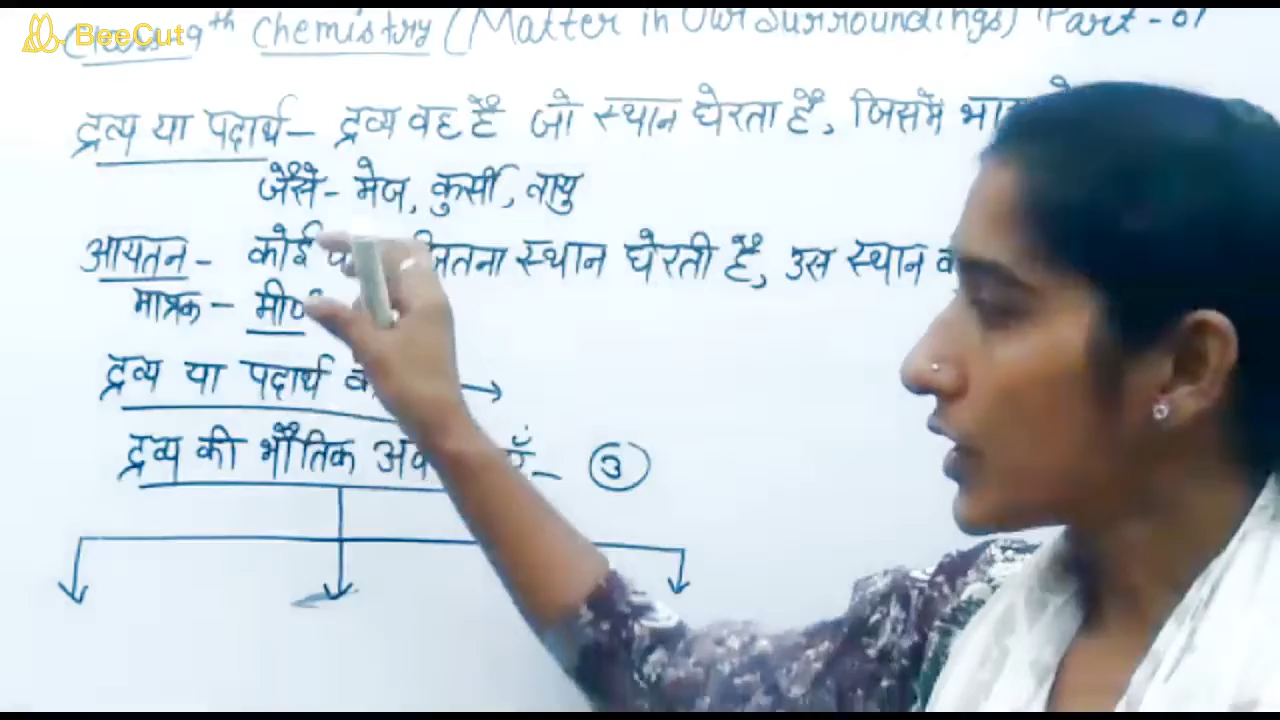 BeeCut
Class 9th Chemistry (Matter in Our Surroundings) Part - 01
द्रव्य या पदार्थ – द्रव्य वह है जो स्थान घेरता है, जिसमें
जैसे – मेज, कुर्सी, वायु
आयतन – कोई जितना स्थान घेरती है, उस स्थान
मात्रक –
द्रव्य या पदार्थ
द्रव्य की भौतिक – 3